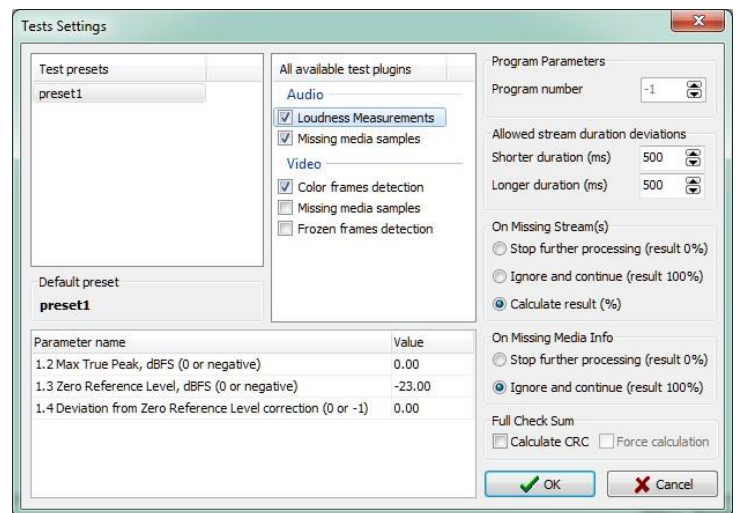 Tests Settings
Test presets
preset1
Default preset
preset1
All available test plugins
Audio
Loudness Measurements
Missing media samples
Video
Color frames detection
Missing media samples
Frozen frames detection
Parameter name Value
1.2 Max True Peak, dBFS (0 or negative) 0.00
1.3 Zero Reference Level, dBFS (0 or negative) -23.00
1.4 Deviation from Zero Reference Level correction (0 or -1) 0.00
Program Parameters
Program number -1
Allowed stream duration deviations
Shorter duration (ms) 500
Longer duration (ms) 500
On Missing Stream(s)
Stop further processing (result 0%)
Ignore and continue (result 100%)
Calculate result (%)
On Missing Media Info
Stop further processing (result 0%)
Ignore and continue (result 100%)
Full Check Sum
Calculate CRC Force calculation
OK Cancel